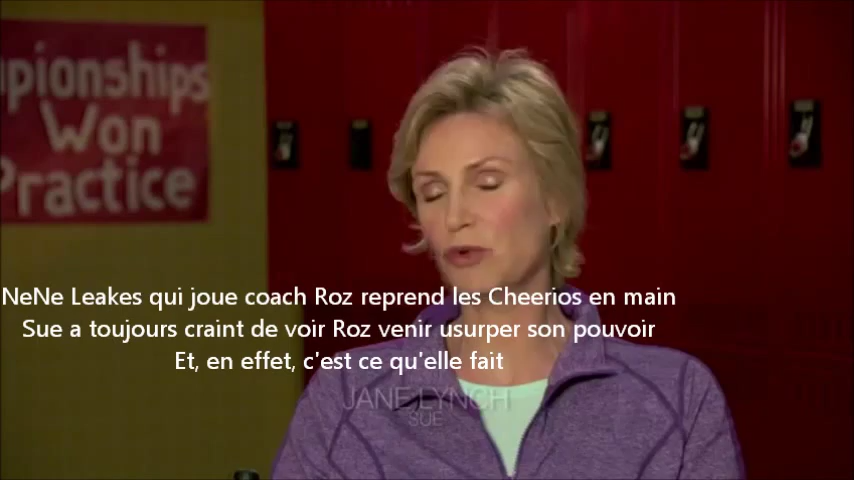 pionships
Won
Practice
NeNe Leakes qui joue coach Roz reprend les Cheerios en main
Sue a toujours craint de voir Roz venir usurper son pouvoir
Et, en effet, c'est ce qu'elle fait
JANE LYNCH
SUE